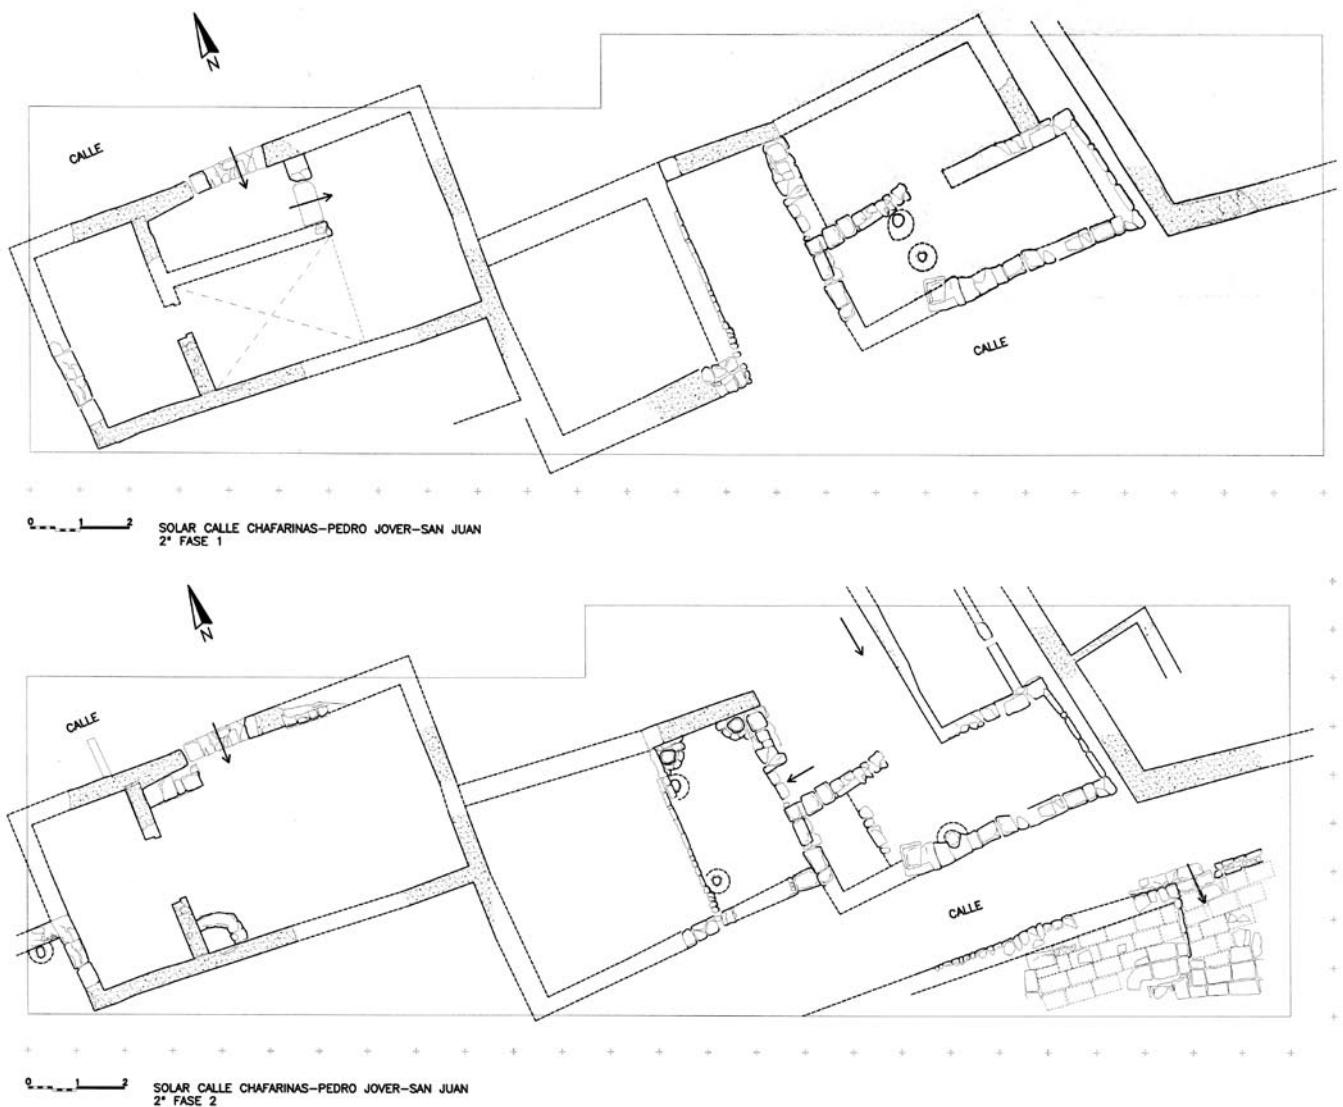 N
CALLE
CALLE
0 1 2
SOLAR CALLE CHAFARINAS-PEDRO JOVER-SAN JUAN
2ª FASE 1
N
CALLE
CALLE
0 1 2
SOLAR CALLE CHAFARINAS-PEDRO JOVER-SAN JUAN
2ª FASE 2